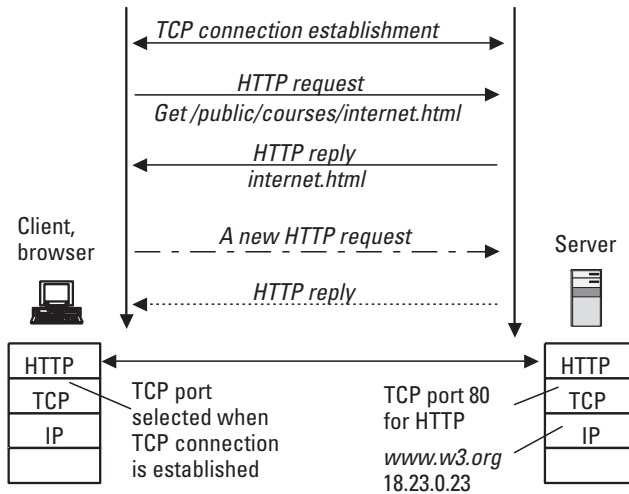 TCP connection establishment
HTTP request
Get /public/courses/internet.html
HTTP reply
internet.html
Client,
browser
A new HTTP request
Server
HTTP reply
HTTP
TCP
IP
TCP port
selected when
TCP connection
is established
TCP port 80
for HTTP
www.w3.org
18.23.0.23
HTTP
TCP
IP